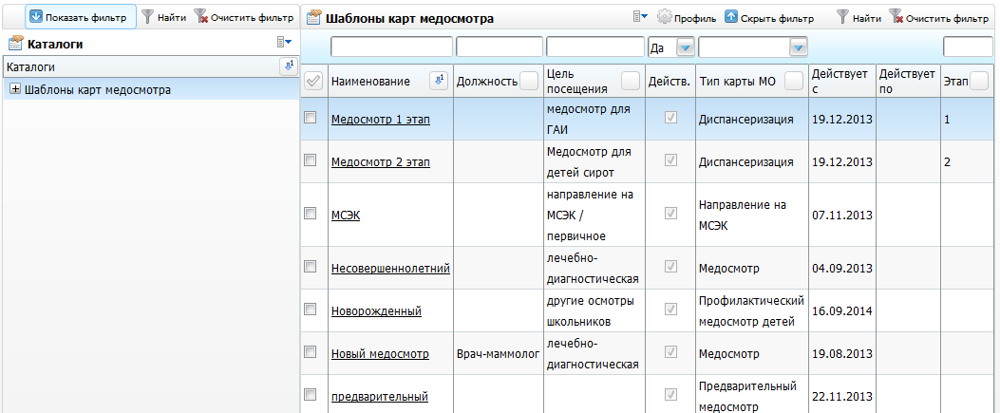 Показать фильтр Найти Очистить фильтр
Каталоги
Каталоги
Шаблоны карт медосмотра
Шаблоны карт медосмотра Профиль Скрыть фильтр Найти Очистить фильтр
Да
Наименование 1 Должность Цель посещения Действ. Тип карты МО Действует с Действует по Этап
Медосмотр 1 этап медосмотр для ГАИ Диспансеризация 19.12.2013 1
Медосмотр 2 этап Медосмотр для детей сирот Диспансеризация 19.12.2013 2
МСЭК направление на МСЭК / первичное Направление на МСЭК 07.11.2013
Несовершеннолетний лечебно-диагностическая Медосмотр 04.09.2013
Новорожденный другие осмотры школьников Профилактический медосмотр детей 16.09.2014
Новый медосмотр Врач-маммолог лечебно-диагностическая Медосмотр 19.08.2013
предварительный Предварительный медосмотр 22.11.2013